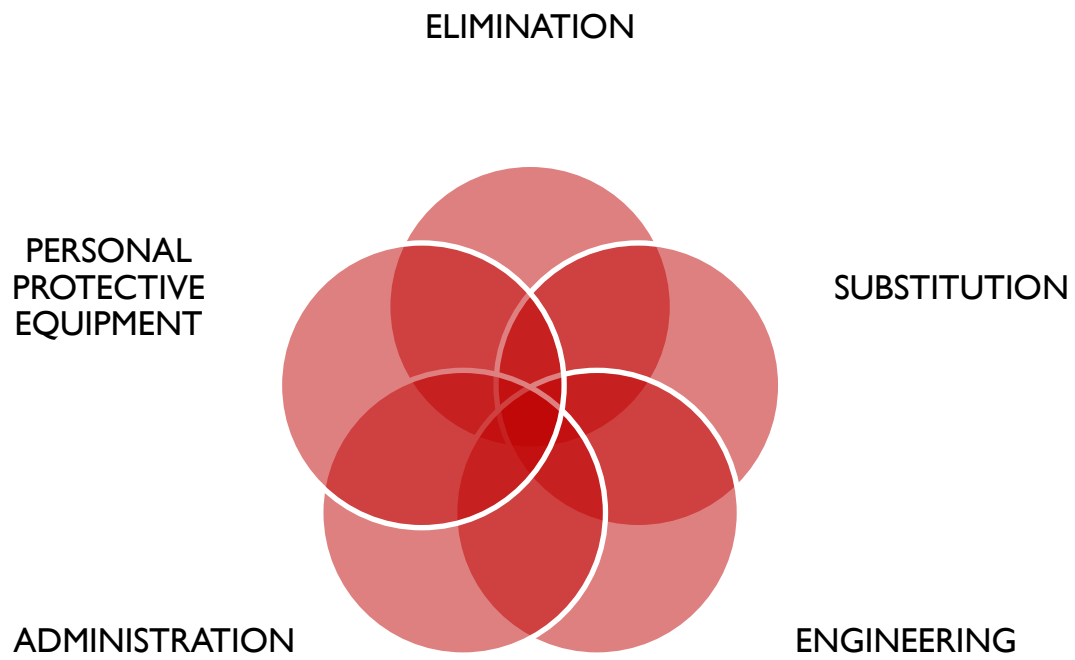 ELIMINATION
PERSONAL
PROTECTIVE
EQUIPMENT
SUBSTITUTION
ADMINISTRATION
ENGINEERING